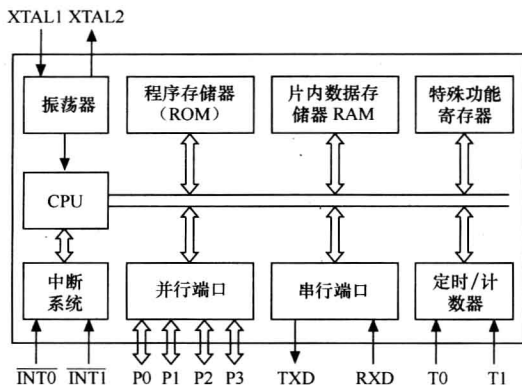 XTAL1 XTAL2
振荡器
程序存储器
（ROM）
片内数据存
储器 RAM
特殊功能
寄存器
CPU
中断
系统
并行端口
串行端口
定时/计
数器
INT0 INT1 P0 P1 P2 P3 TXD RXD T0 T1